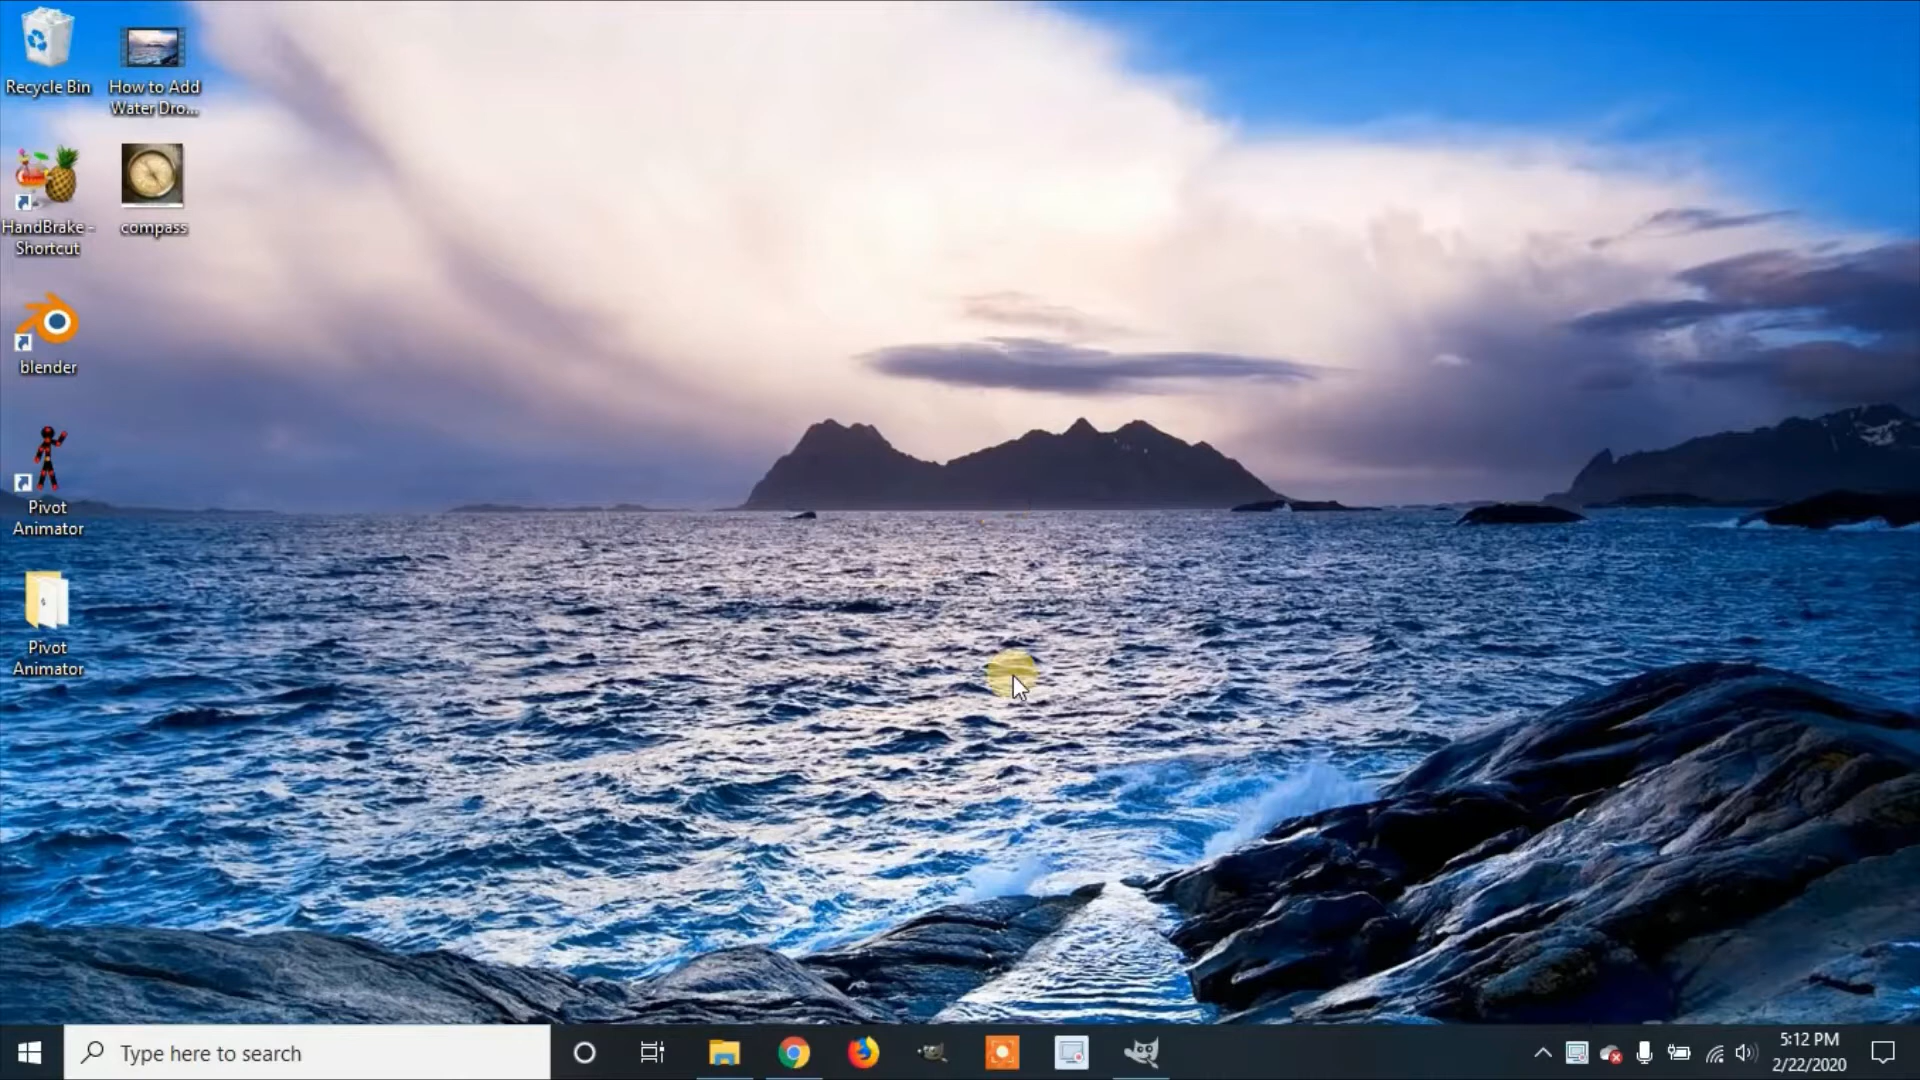 Recycle Bin
How to Add
Water Dro...
HandBrake -
Shortcut
compass
blender
Pivot
Animator
Pivot
Animator
Type here to search
5:12 PM
2/22/2020